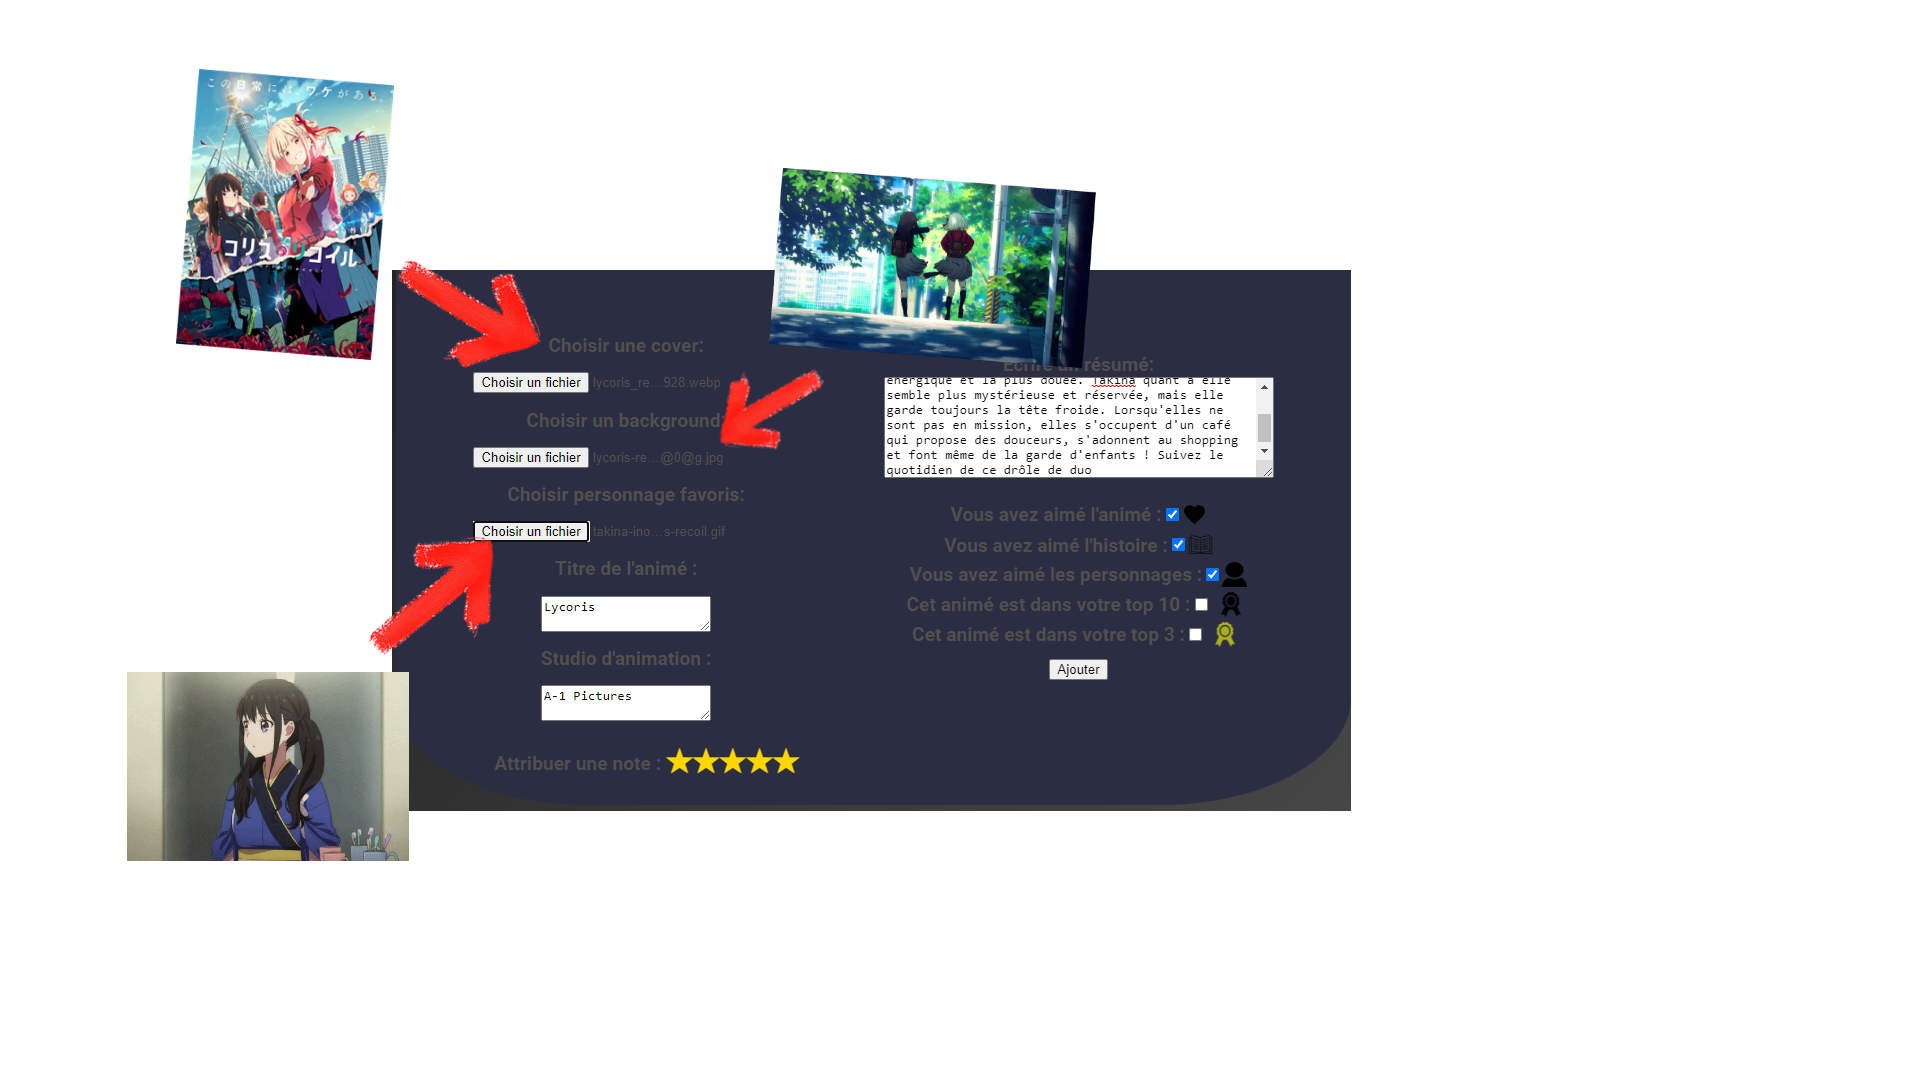 この日常には、ワケがある。
リコリス・リコイル
Choisir une cover:
Choisir un fichier lycoris_re...928.webp
Choisir un background:
Choisir un fichier lycoris-re...@0@g.jpg
Choisir personnage favoris:
Choisir un fichier takina-ino...s-recoil.gif
Titre de l'animé :
Lycoris
Studio d'animation :
A-1 Pictures
Attribuer une note :
résumé:
énergique et la plus douée. Takina quant à elle
semble plus mystérieuse et réservée, mais elle
garde toujours la tête froide. Lorsqu'elles ne
sont pas en mission, elles s'occupent d'un café
qui propose des douceurs, s'adonnent au shopping
et font même de la garde d'enfants ! Suivez le
quotidien de ce drôle de duo
Vous avez aimé l'animé :
Vous avez aimé l'histoire :
Vous avez aimé les personnages :
Cet animé est dans votre top 10 :
Cet animé est dans votre top 3 :
Ajouter